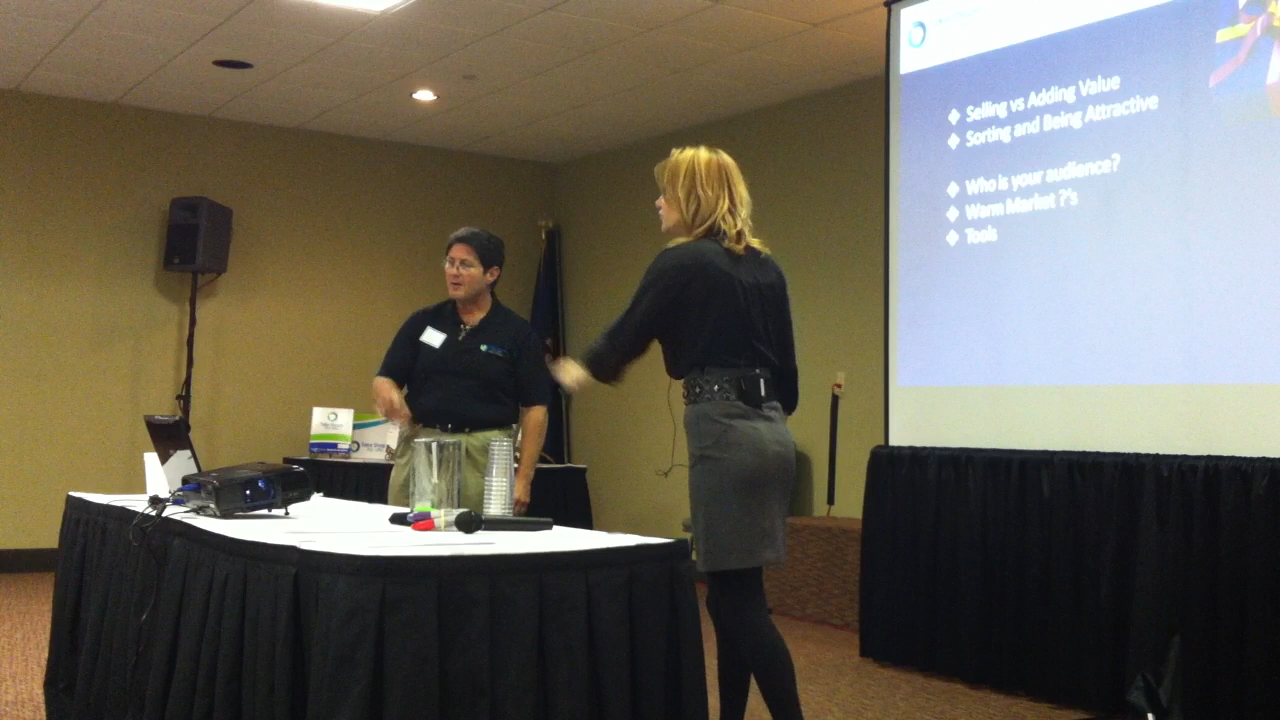 Selling vs Adding Value
Sorting and Being Attractive
Who is your audience?
Warm Market ?'s
Tools